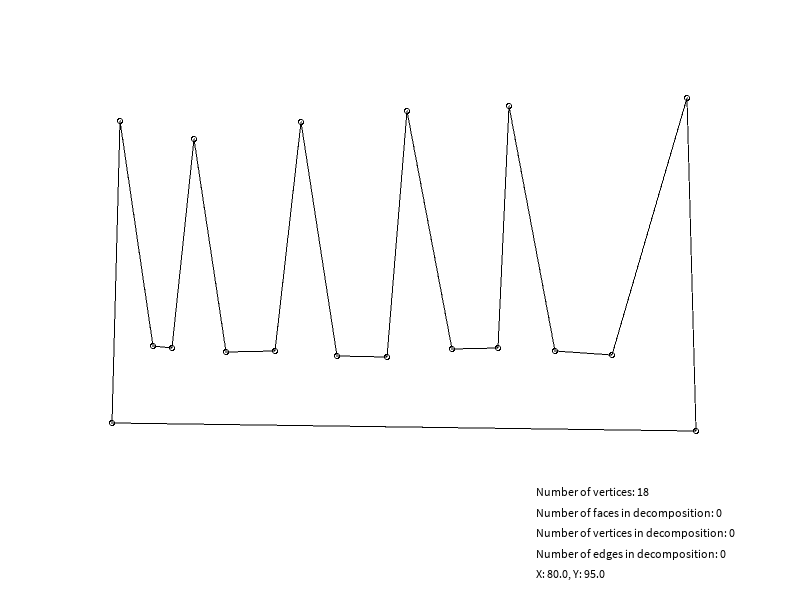 Number of vertices: 18
Number of faces in decomposition: 0
Number of vertices in decomposition: 0
Number of edges in decomposition: 0
X: 80.0, Y: 95.0